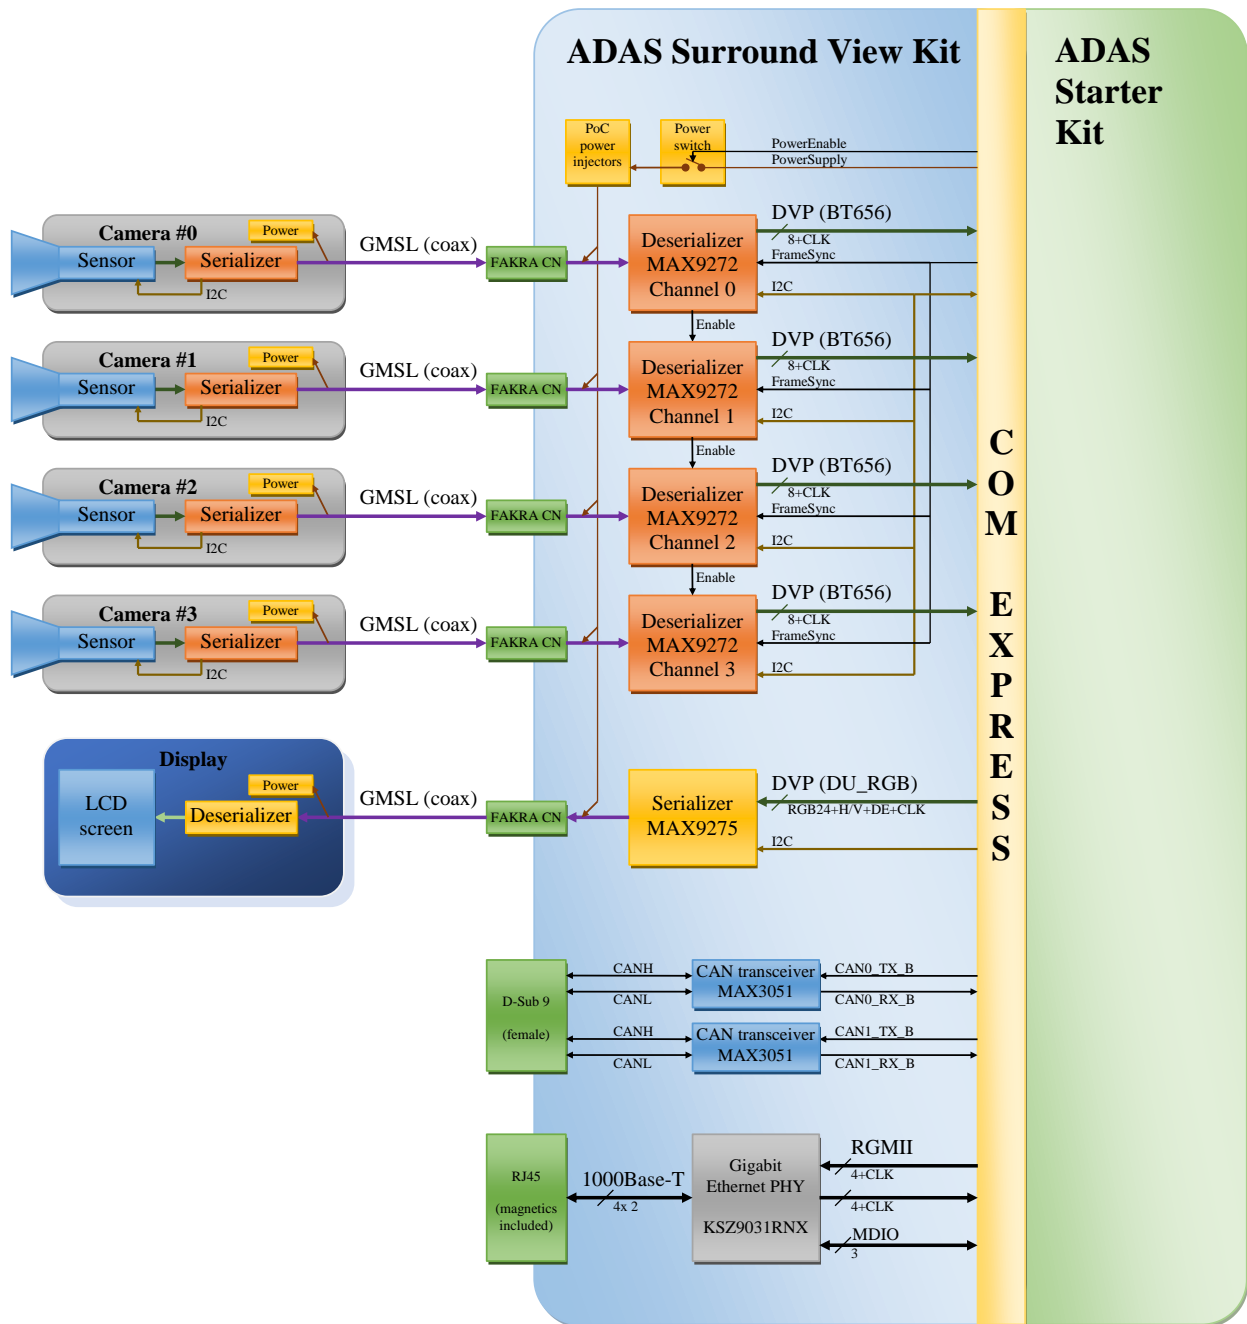 ADAS Surround View Kit
ADAS
Starter
Kit
PoC
power
injectors
Power
switch
PowerEnable
PowerSupply
Camera #0
Power
Sensor
Serializer
I2C
GMSL (coax)
FAKRA CN
Deserializer
MAX9272
Channel 0
DVP (BT656)
8+CLK
FrameSync
I2C
Enable
Camera #1
Power
Sensor
Serializer
I2C
GMSL (coax)
FAKRA CN
Deserializer
MAX9272
Channel 1
DVP (BT656)
8+CLK
FrameSync
I2C
Enable
Camera #2
Power
Sensor
Serializer
I2C
GMSL (coax)
FAKRA CN
Deserializer
MAX9272
Channel 2
DVP (BT656)
8+CLK
FrameSync
I2C
Enable
Camera #3
Power
Sensor
Serializer
I2C
GMSL (coax)
FAKRA CN
Deserializer
MAX9272
Channel 3
DVP (BT656)
8+CLK
FrameSync
I2C
COM EXPRESS
Display
LCD
screen
Power
Deserializer
GMSL (coax)
FAKRA CN
Serializer
MAX9275
DVP (DU_RGB)
RGB24+H/V+DE+CLK
I2C
D-Sub 9
(female)
CANH
CANL
CAN transceiver
MAX3051
CAN0_TX_B
CAN0_RX_B
CANH
CANL
CAN transceiver
MAX3051
CAN1_TX_B
CAN1_RX_B
RJ45
(magnetics
included)
1000Base-T
4x 2
Gigabit
Ethernet PHY
KSZ9031RNX
RGMII
4+CLK
4+CLK
MDIO
3